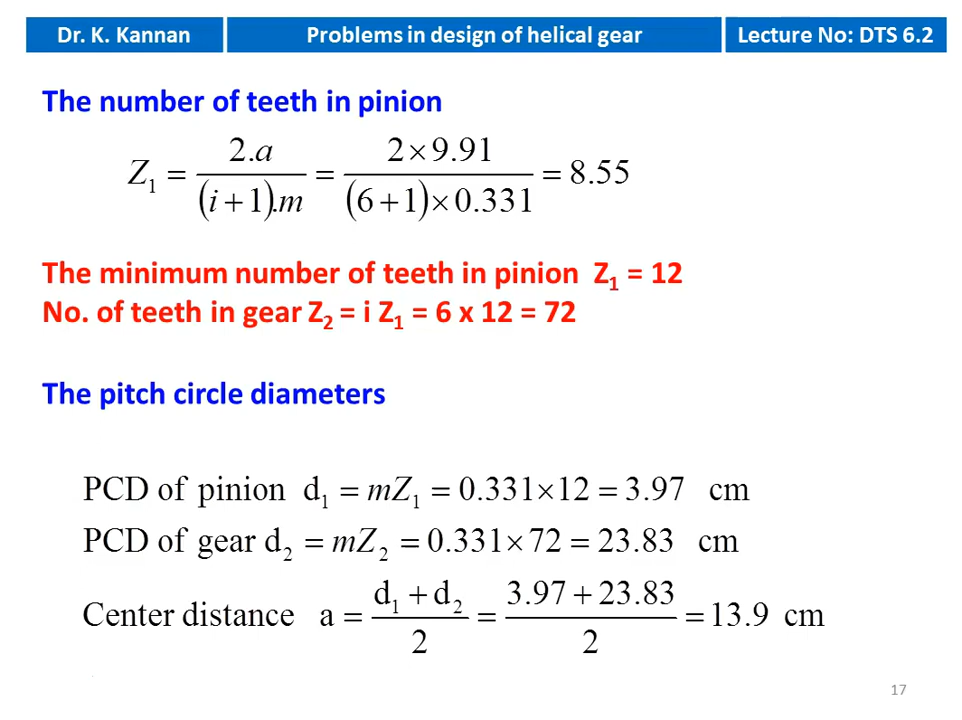 Dr. K. Kannan Problems in design of helical gear Lecture No: DTS 6.2
The number of teeth in pinion
Z₁ = 2.a / (i + 1).m = 2 × 9.91 / (6 + 1) × 0.331 = 8.55
The minimum number of teeth in pinion Z₁ = 12
No. of teeth in gear Z₂ = i Z₁ = 6 x 12 = 72
The pitch circle diameters
PCD of pinion d₁ = mZ₁ = 0.331×12 = 3.97 cm
PCD of gear d₂ = mZ₂ = 0.331×72 = 23.83 cm
Center distance a = d₁ + d₂ / 2 = 3.97 + 23.83 / 2 = 13.9 cm
17